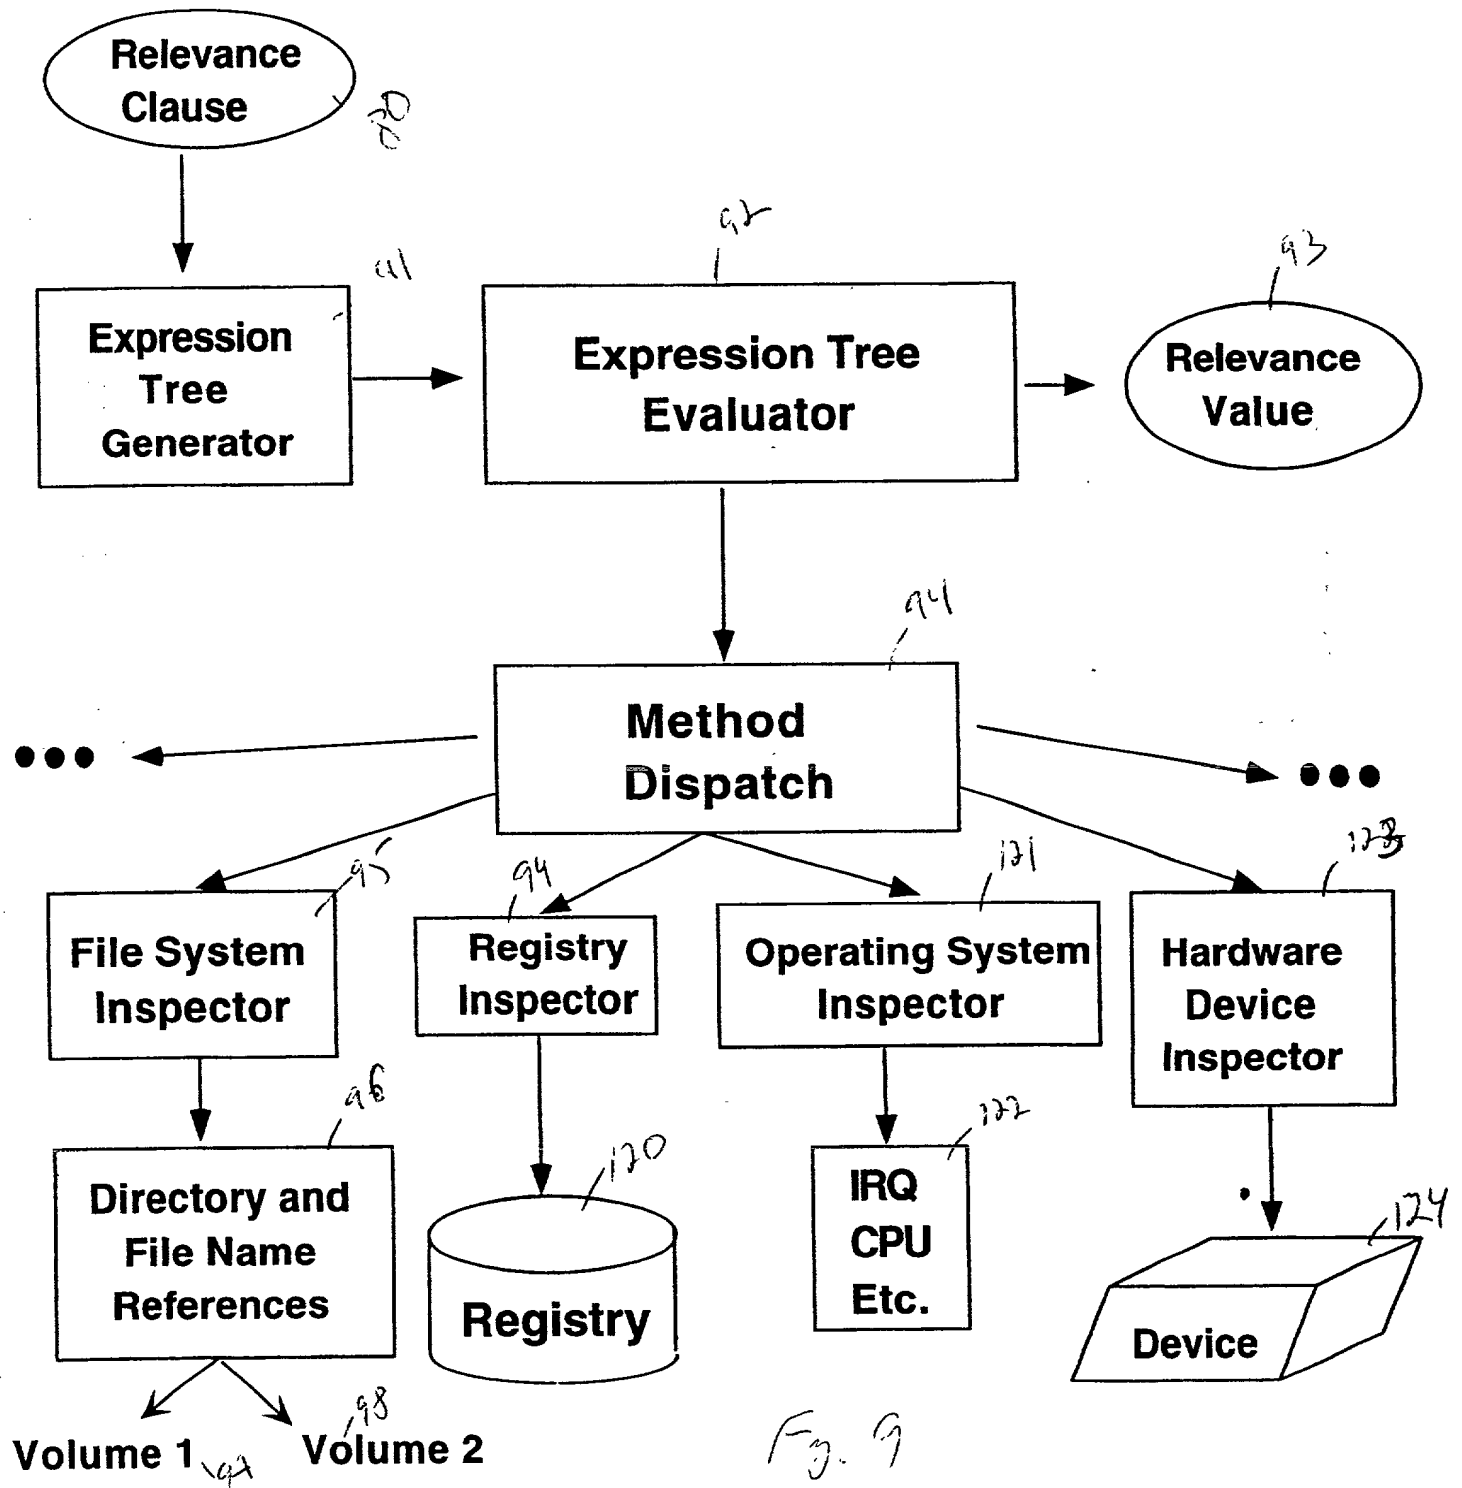 Relevance
Clause
91
92
93
Expression
Tree
Generator
Expression Tree
Evaluator
Relevance
Value
94
Method
Dispatch
95
94
121
123
File System
Inspector
Registry
Inspector
Operating System
Inspector
Hardware
Device
Inspector
96
120
122
124
Directory and
File Name
References
Registry
IRQ
CPU
Etc.
Device
98
Volume 1
97
Volume 2
Fig. 9